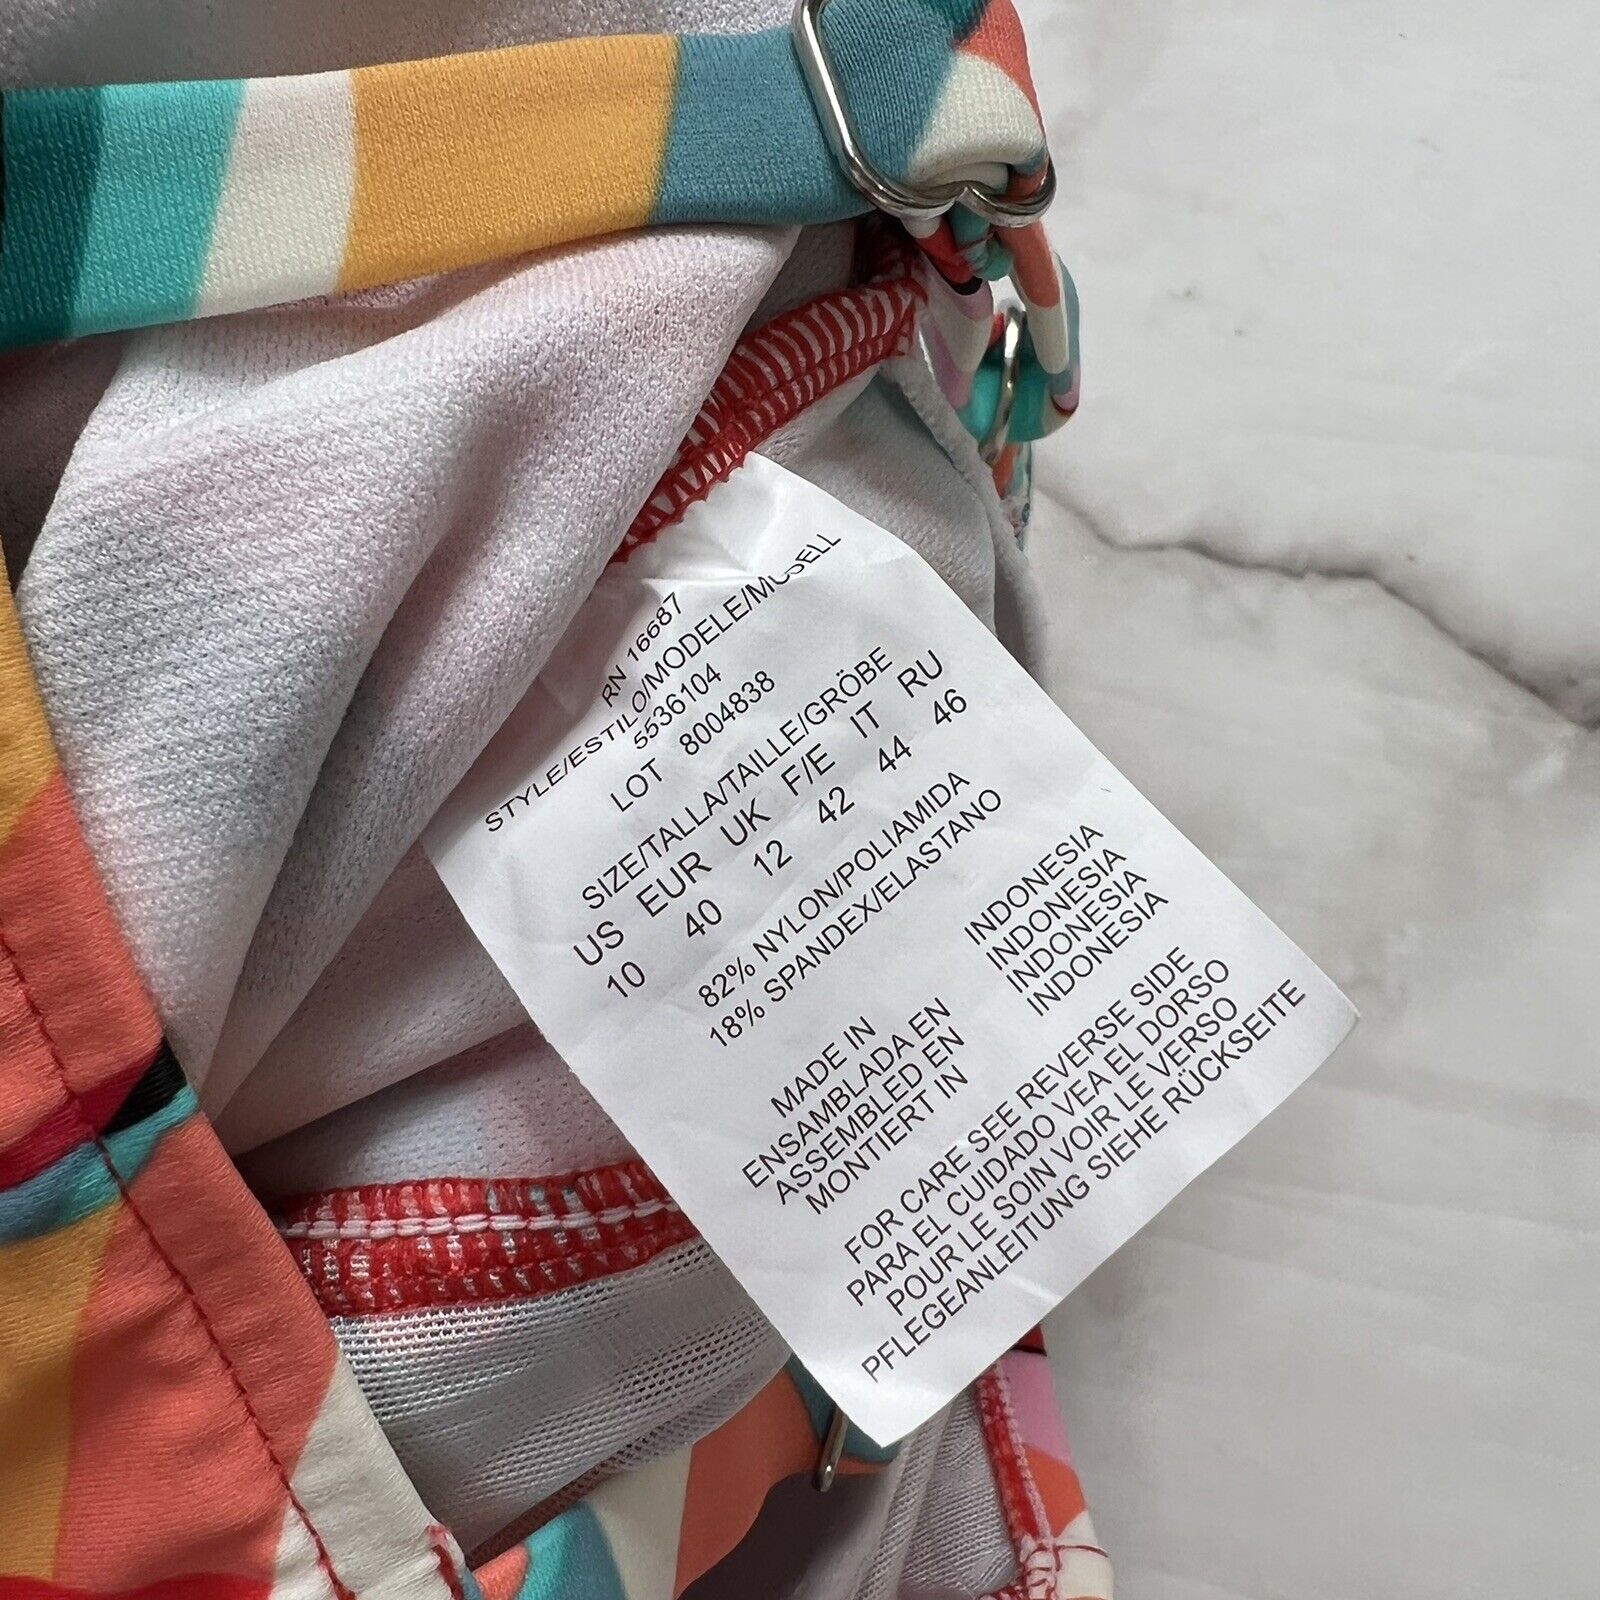 RN 16687
STYLE/ESTILO/MODELE/MODELL
5536104
LOT 8004838
SIZE/TALLA/TAILLE/GRÖBE
US EUR UK F/E IT RU
10 40 12 42 44 46
82% NYLON/POLIAMIDA
18% SPANDEX/ELASTANO
MADE IN INDONESIA
ENSAMBLADA EN INDONESIA
ASSEMBLED EN INDONESIA
MONTIERT IN INDONESIA
FOR CARE SEE REVERSE SIDE
PARA EL CUIDADO VEA EL DORSO
POUR LE SOIN VOIR LE VERSO
PFLEGEANLEITUNG SIEHE RÜCKSEITE